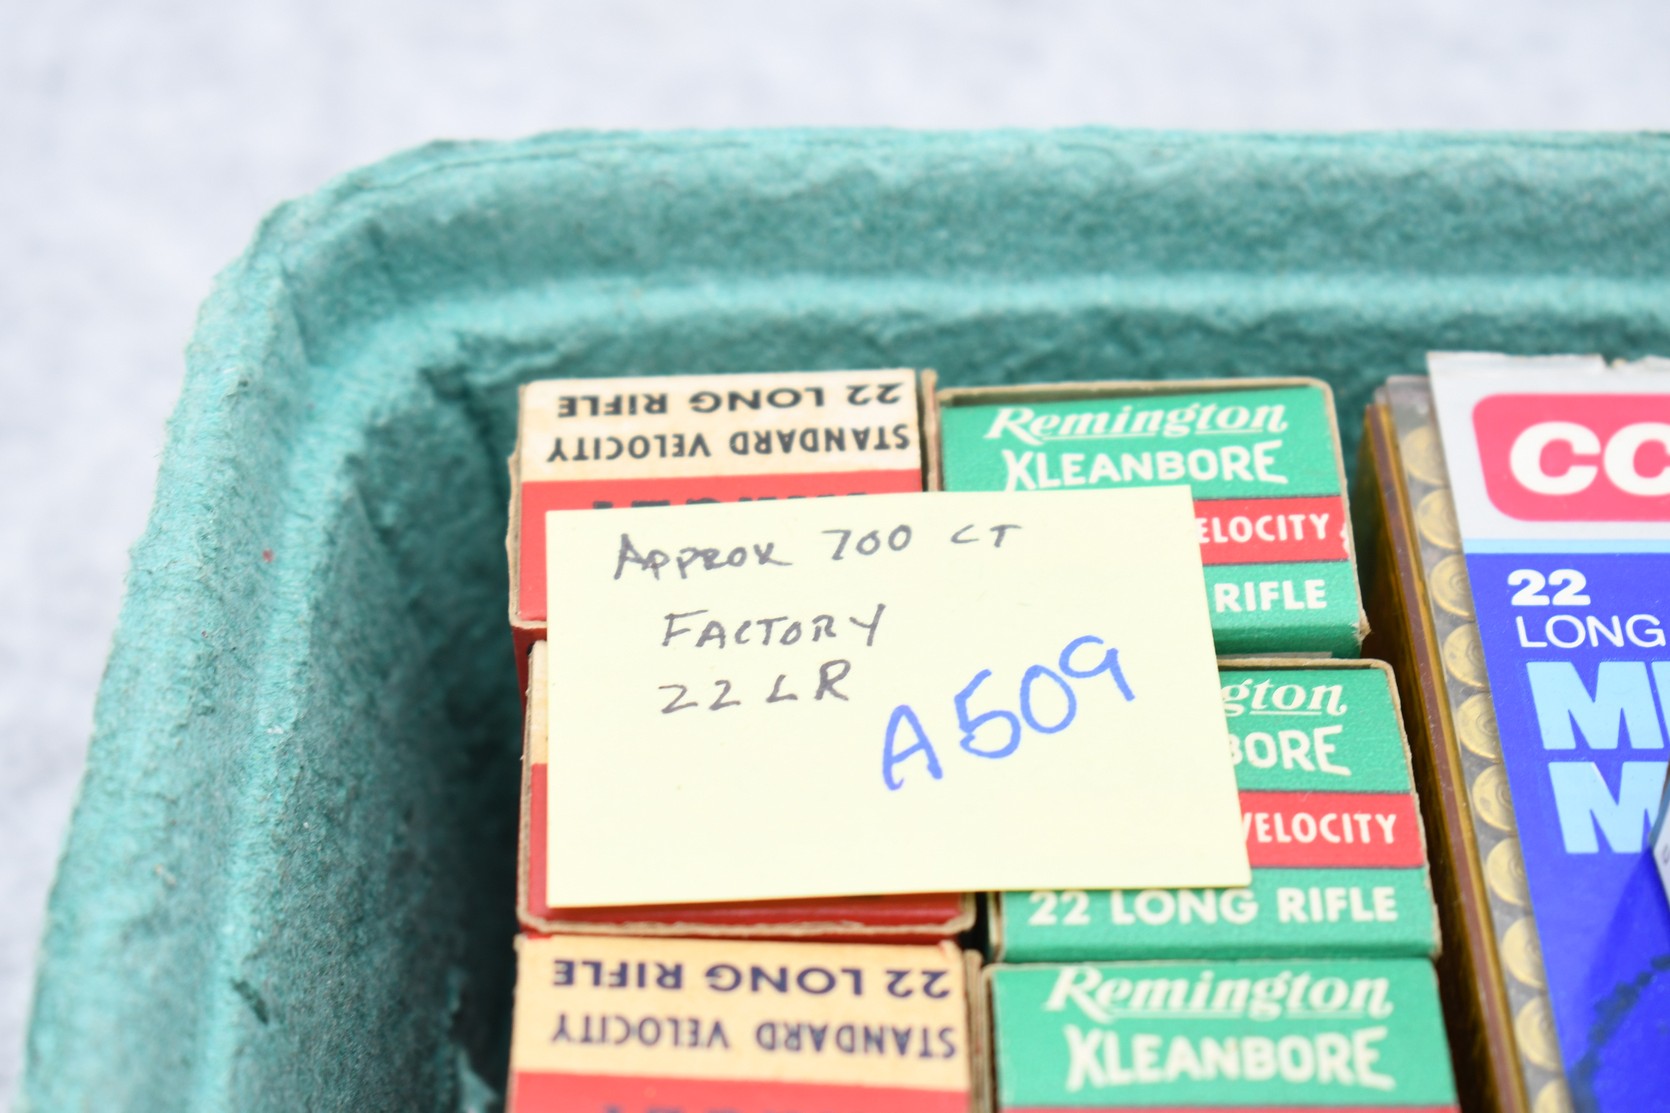 22 LONG RIFLE
STANDARD VELOCITY
Remington
KLEANBORE
ELOCITY
RIFLE
APPROX 700 CT
FACTORY
22 LR
A509
gton
BORE
VELOCITY
22 LONG RIFLE
22 LONG RIFLE
STANDARD VELOCITY
Remington
KLEANBORE
CC
22
LONG
M
M